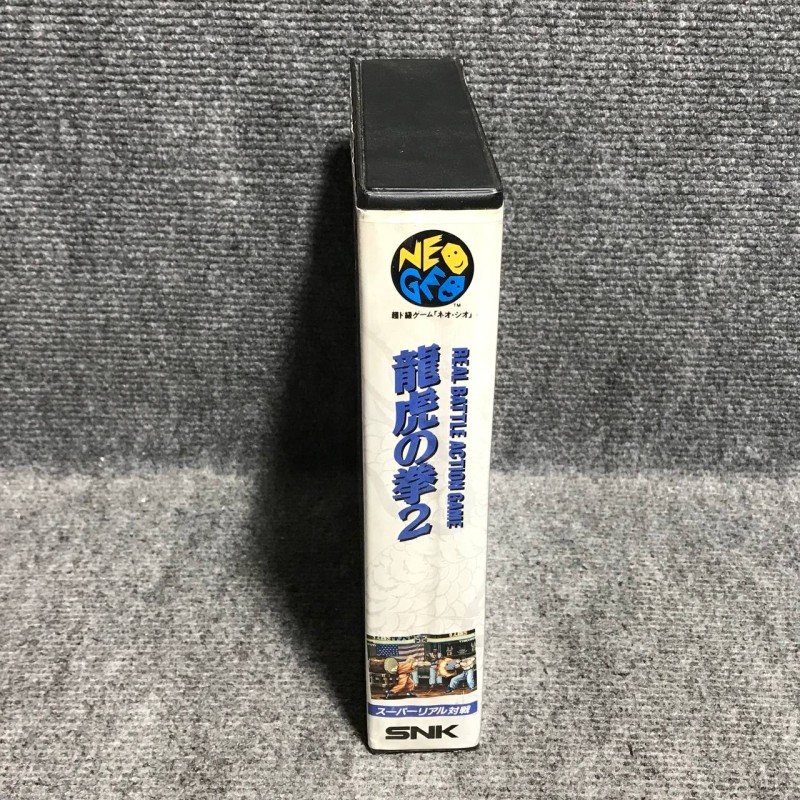 NEO
GEO
TM
超ド級ゲーム「ネオ・ジオ」
龍虎の拳2
REAL BATTLE ACTION GAME
スーパーリアル対戦
SNK